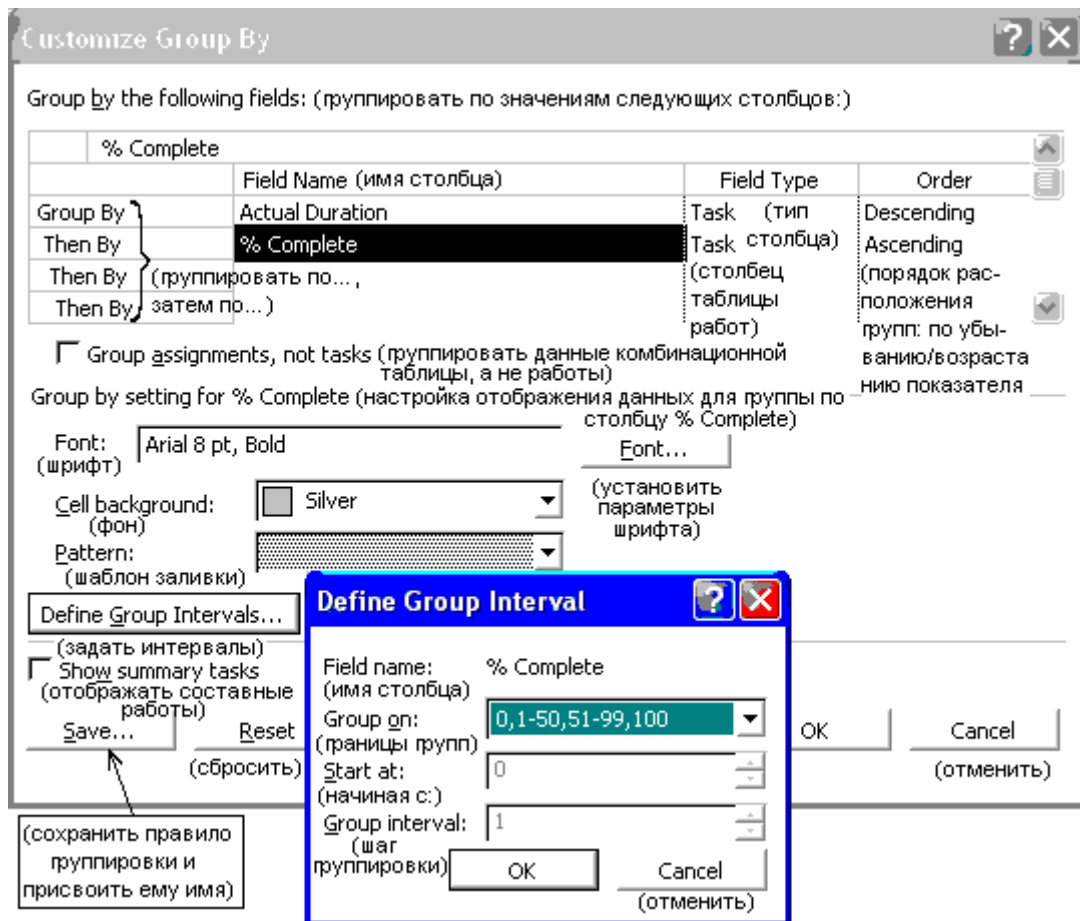 Customize Group By
Group by the following fields: (группировать по значениям следующих столбцов:)
% Complete
Field Name (имя столбца) Field Type Order
Group By Actual Duration Task (тип Descending
Then By % Complete Task столбца) Ascending
Then By (группировать по..., (столбец (порядок рас-
Then By затем по...) таблицы положения
работ) групп: по убы-
ванию/возраста
нию показателя
Group assignments, not tasks (группировать данные комбинационной
таблицы, а не работы)
Group by setting for % Complete (настройка отображения данных для группы по
столбцу % Complete)
Font: Arial 8 pt, Bold Font...
(шрифт)
(установить
параметры
шрифта)
Cell background: Silver
(фон)
Pattern:
(шаблон заливки)
Define Group Intervals...
(задать интервалы)
Show summary tasks
(отображать составные
работы)
Save... Reset OK Cancel
(сбросить) (отменить)
(сохранить правило
группировки и
присвоить ему имя)
Define Group Interval
Field name: % Complete
(имя столбца)
Group on: 0,1-50,51-99,100
(границы групп)
Start at: 0
(начиная с:)
Group interval: 1
(шаг
группировки)
OK Cancel
(отменить)